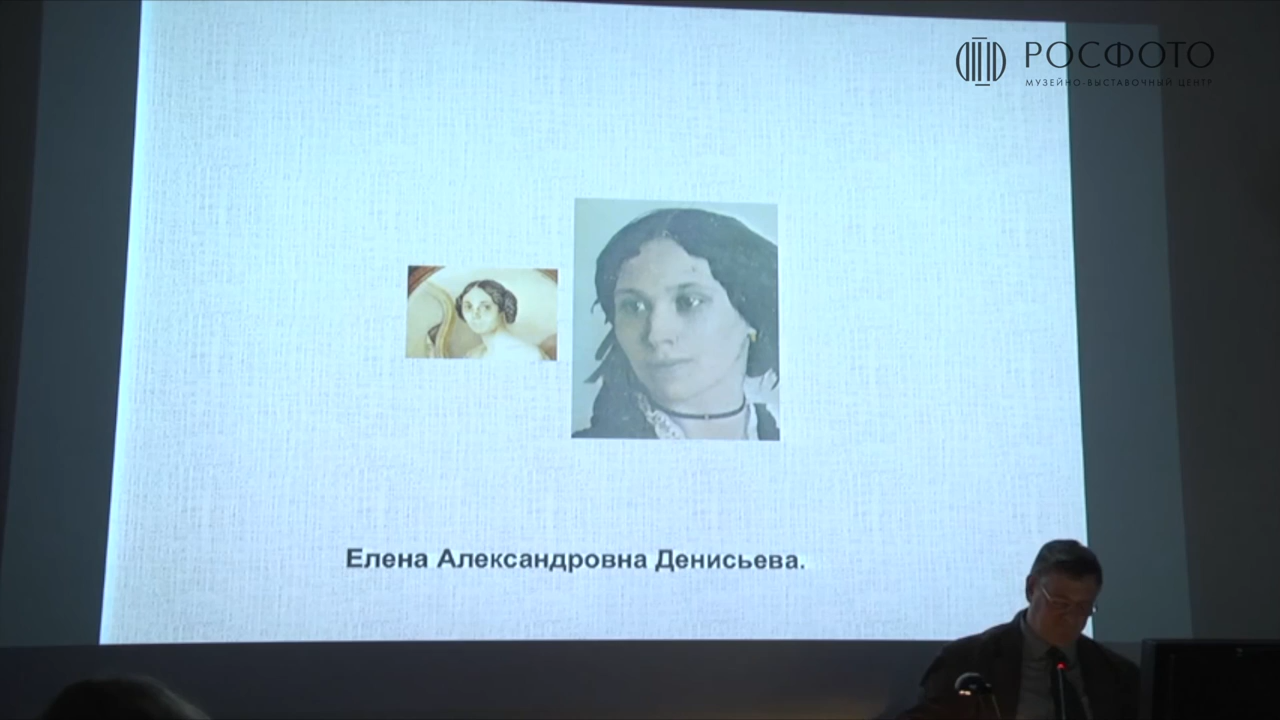 РОСФОТО
МУЗЕЙНО-ВЫСТАВОЧНЫЙ ЦЕНТР
Елена Александровна Денисьева.